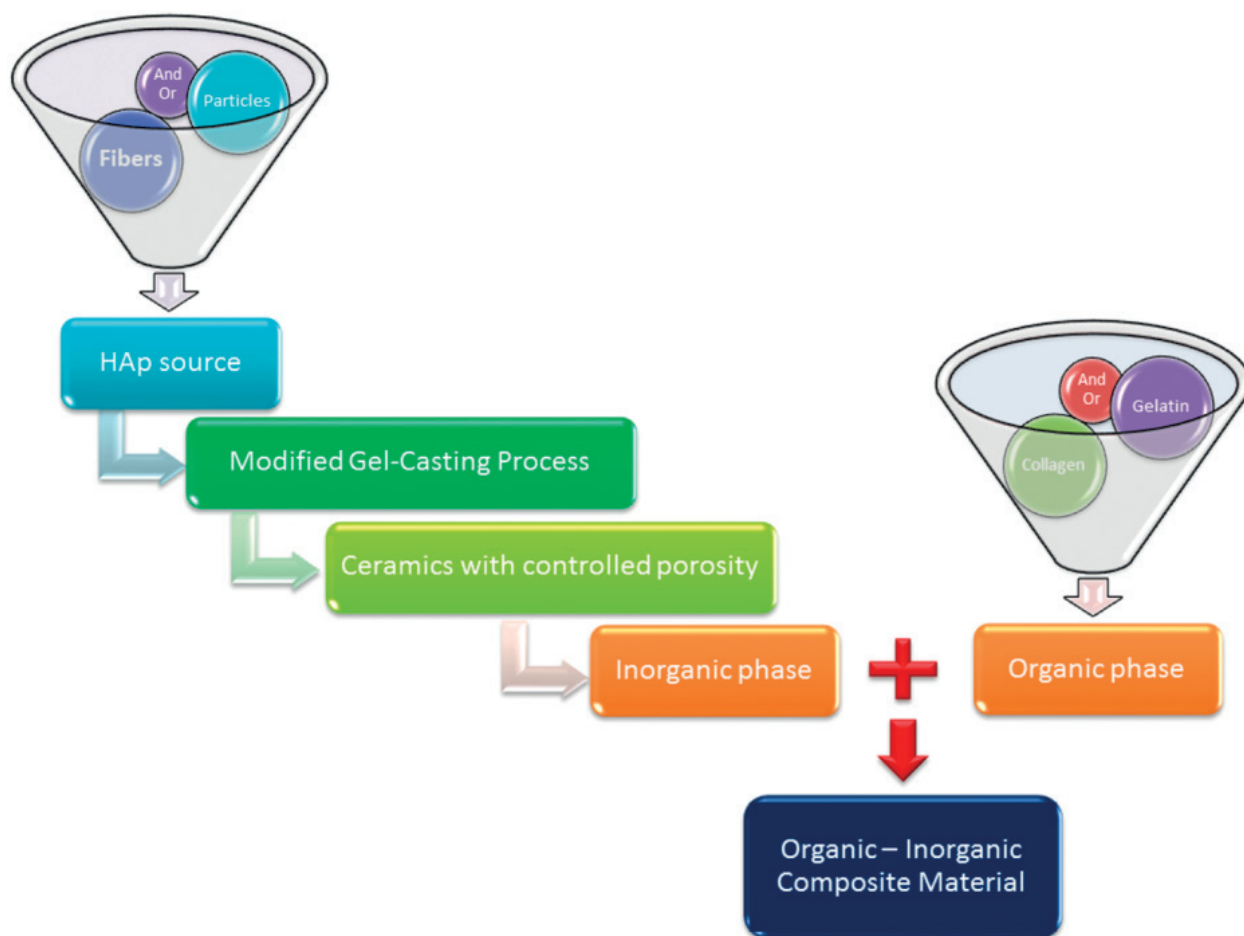 And
Or
Particles
Fibers
HAp source
Modified Gel-Casting Process
Ceramics with controlled porosity
Inorganic phase
And
Or
Gelatin
Collagen
Organic phase
Organic – Inorganic
Composite Material